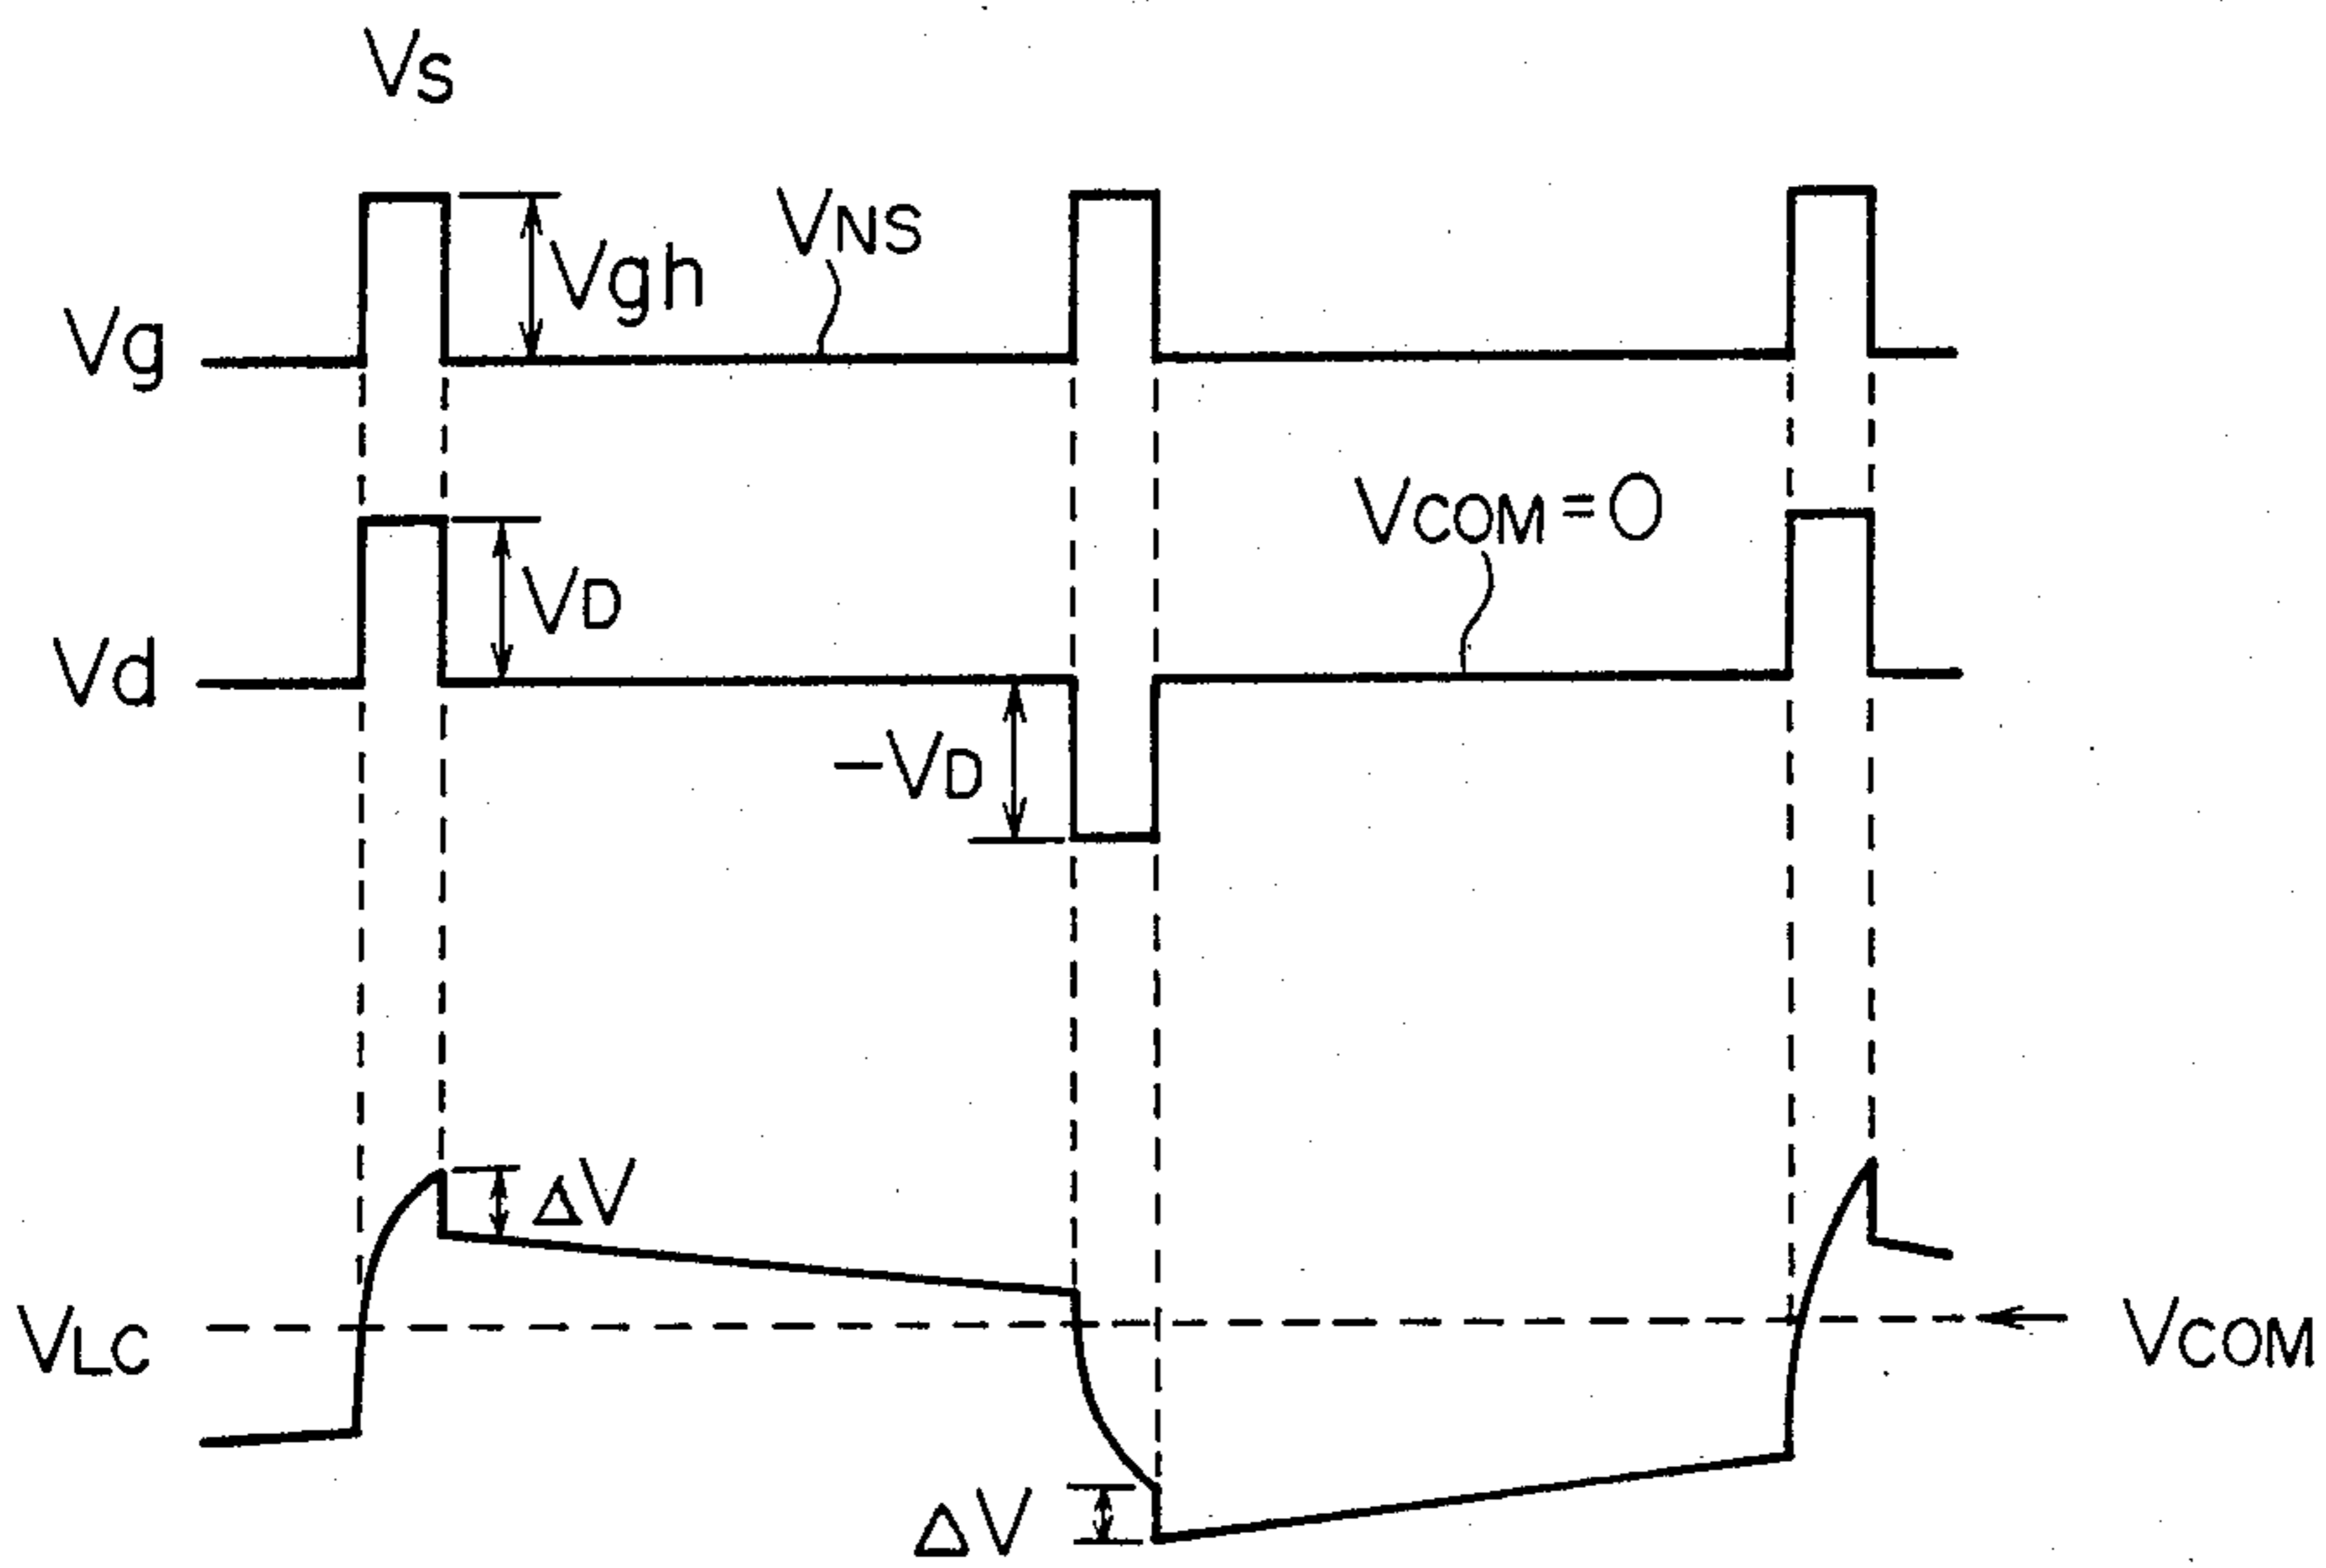 VS
VNS
Vgh
Vg
VCOM=0
VD
Vd
-VD
ΔV
VLC
VCOM
ΔV